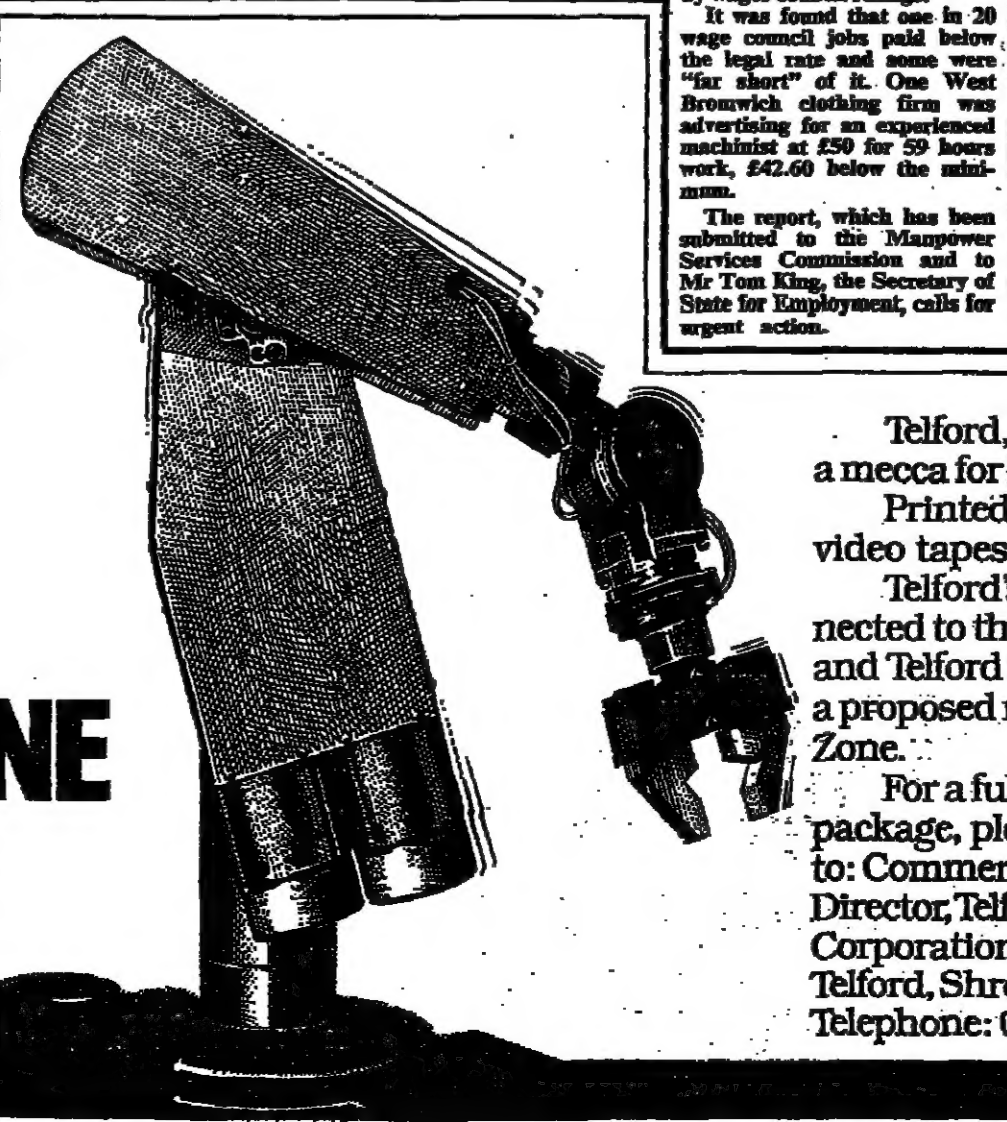 It was found that one in 20
wage council jobs paid below
the legal rate and some were
"far short" of it. One West
Bromwich clothing firm was
advertising for an experienced
machinist at £50 for 59 hours
work, £42.60 below the mini-
mum.
The report, which has been
submitted to the Manpower
Services Commission and to
Mr Tom King, the Secretary of
State for Employment, calls for
urgent action.
NE
Telford,
a mecca for
Printed
video tapes
Telford'
nected to th
and Telford
a proposed
Zone.
For a fu
package, ple
to: Commer
Director, Telf
Corporation
Telford, Shr
Telephone: